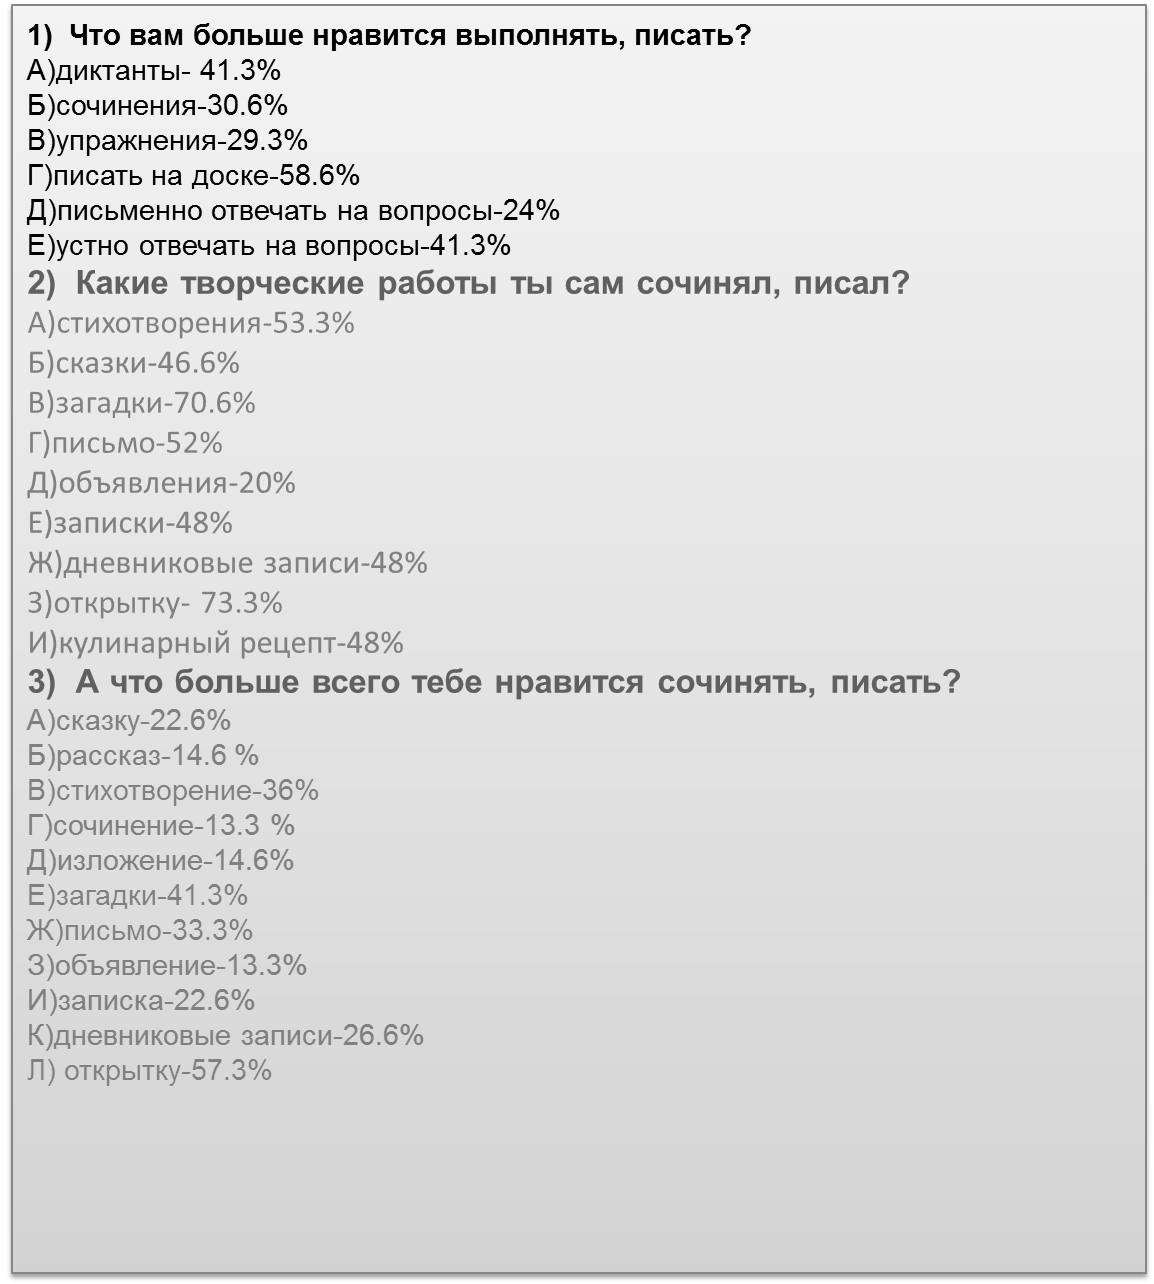 1) Что вам больше нравится выполнять, писать?
А)диктанты- 41.3%
Б)сочинения-30.6%
В)упражнения-29.3%
Г)писать на доске-58.6%
Д)письменно отвечать на вопросы-24%
Е)устно отвечать на вопросы-41.3%
2) Какие творческие работы ты сам сочинял, писал?
А)стихотворения-53.3%
Б)сказки-46.6%
В)загадки-70.6%
Г)письмо-52%
Д)объявления-20%
Е)записки-48%
Ж)дневниковые записи-48%
З)открытку- 73.3%
И)кулинарный рецепт-48%
3) А что больше всего тебе нравится сочинять, писать?
А)сказку-22.6%
Б)рассказ-14.6 %
В)стихотворение-36%
Г)сочинение-13.3 %
Д)изложение-14.6%
Е)загадки-41.3%
Ж)письмо-33.3%
З)объявление-13.3%
И)записка-22.6%
К)дневниковые записи-26.6%
Л) открытку-57.3%